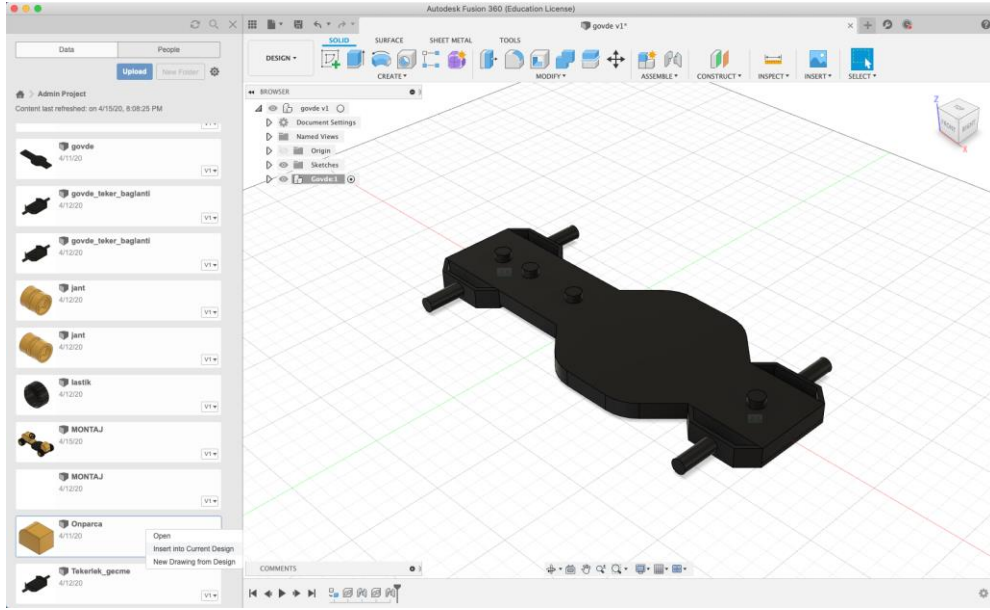 Autodesk Fusion 360 (Education License)
govde v1*
Data
People
Upload
New Folder
Admin Project
Content last refreshed: on 4/15/20, 8:08:25 PM
govde
4/11/20
V1
govde_teker_baglanti
4/12/20
V1
govde_teker_baglanti
4/12/20
V1
jant
4/12/20
V1
jant
4/12/20
V1
lastik
4/12/20
V1
MONTAJ
4/15/20
V1
MONTAJ
4/12/20
V1
Onparca
4/11/20
Open
Insert into Current Design
New Drawing from Design
Tekerlek_gecme
4/12/20
V1
SOLID
SURFACE
SHEET METAL
TOOLS
DESIGN
CREATE
MODIFY
ASSEMBLE
CONSTRUCT
INSPECT
INSERT
SELECT
BROWSER
govde v1
Document Settings
Named Views
Origin
Sketches
Govde:1
Z
TOP
FRONT
RIGHT
X
COMMENTS